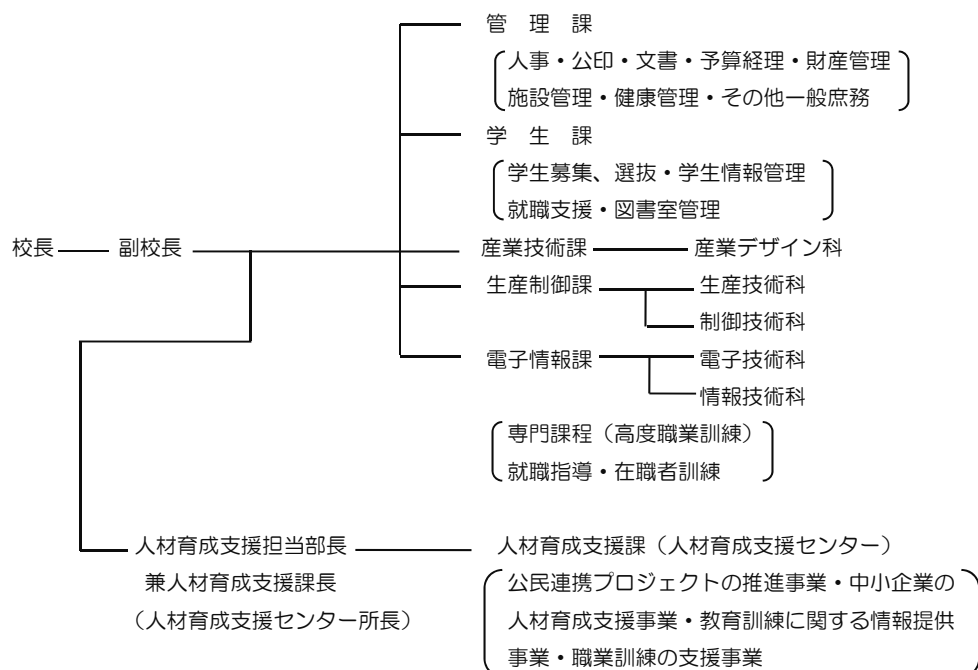 管　理　課
人事・公印・文書・予算経理・財産管理
施設管理・健康管理・その他一般庶務
学　生　課
学生募集、選抜・学生情報管理
就職支援・図書室管理
校長 副校長 産業技術課 産業デザイン科
生産制御課 生産技術科
制御技術科
電子情報課 電子技術科
情報技術科
専門課程（高度職業訓練）
就職指導・在職者訓練
人材育成支援担当部長 人材育成支援課（人材育成支援センター）
兼人材育成支援課長 公民連携プロジェクトの推進事業・中小企業の
（人材育成支援センター所長） 人材育成支援事業・教育訓練に関する情報提供
事業・職業訓練の支援事業